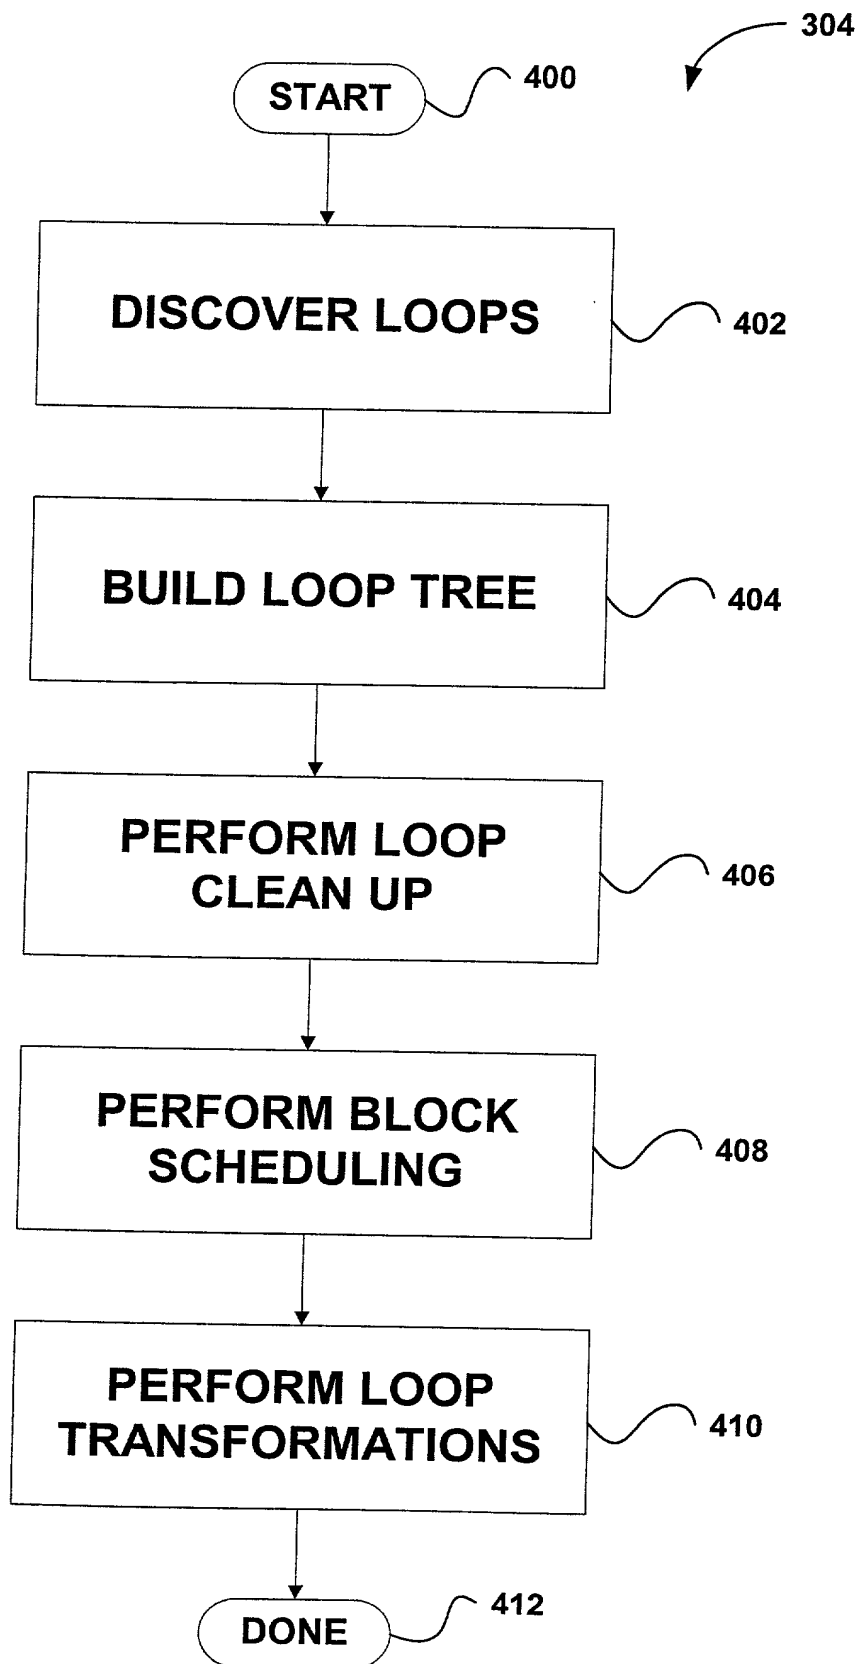 304
START
400
DISCOVER LOOPS
402
BUILD LOOP TREE
404
PERFORM LOOP
CLEAN UP
406
PERFORM BLOCK
SCHEDULING
408
PERFORM LOOP
TRANSFORMATIONS
410
DONE
412